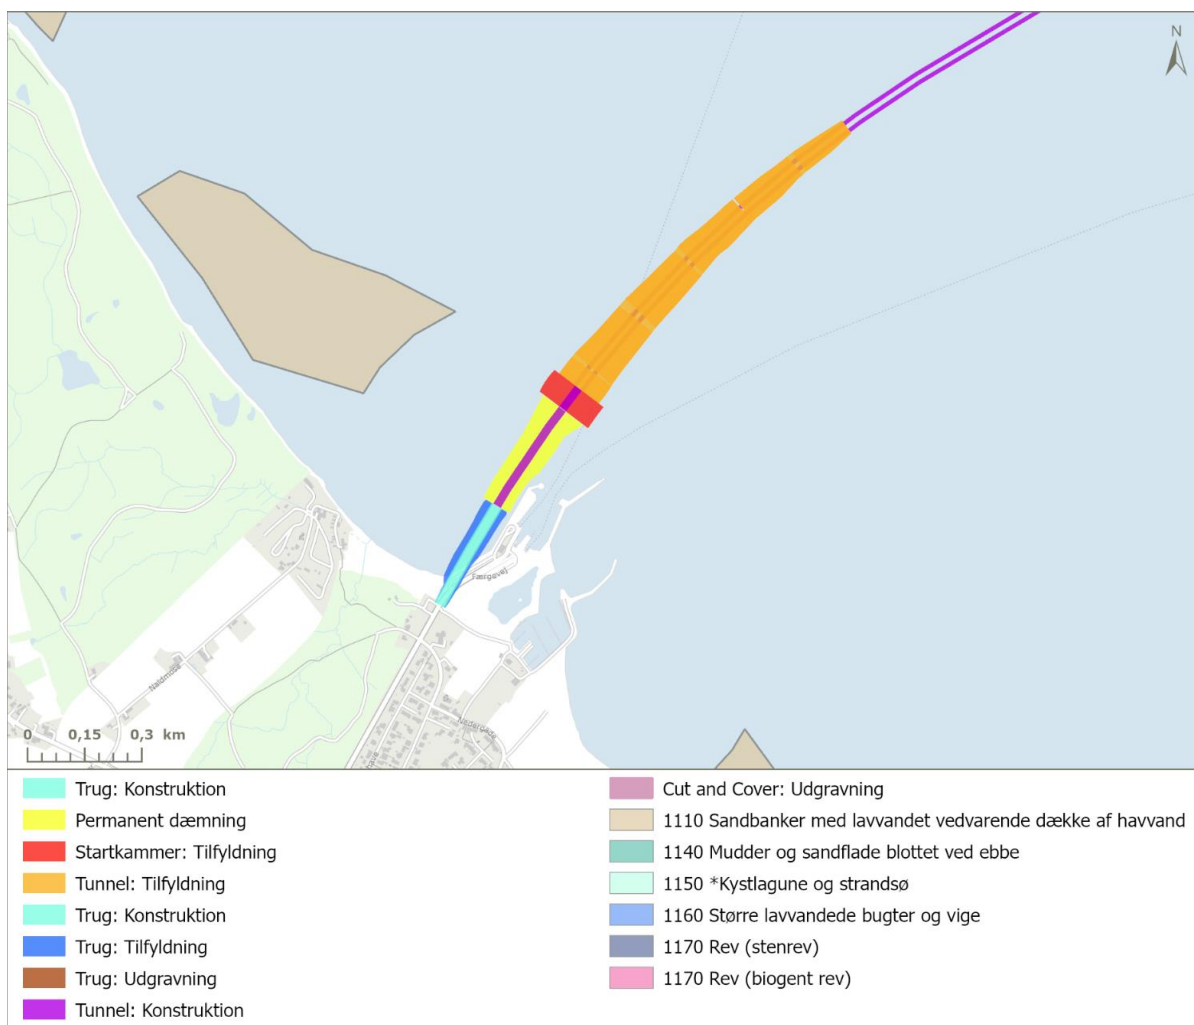 N
Færgevej
Naldmose
Nedergade
0 0,15 0,3 km
Trug: Konstruktion
Permanent dæmning
Startkammer: Tilfyldning
Tunnel: Tilfyldning
Trug: Konstruktion
Trug: Tilfyldning
Trug: Udgravning
Tunnel: Konstruktion
Cut and Cover: Udgravning
1110 Sandbanker med lavvandet vedvarende dække af havvand
1140 Mudder og sandflade blottet ved ebbe
1150 *Kystlagune og strandsø
1160 Større lavvandede bugter og vige
1170 Rev (stenrev)
1170 Rev (biogent rev)